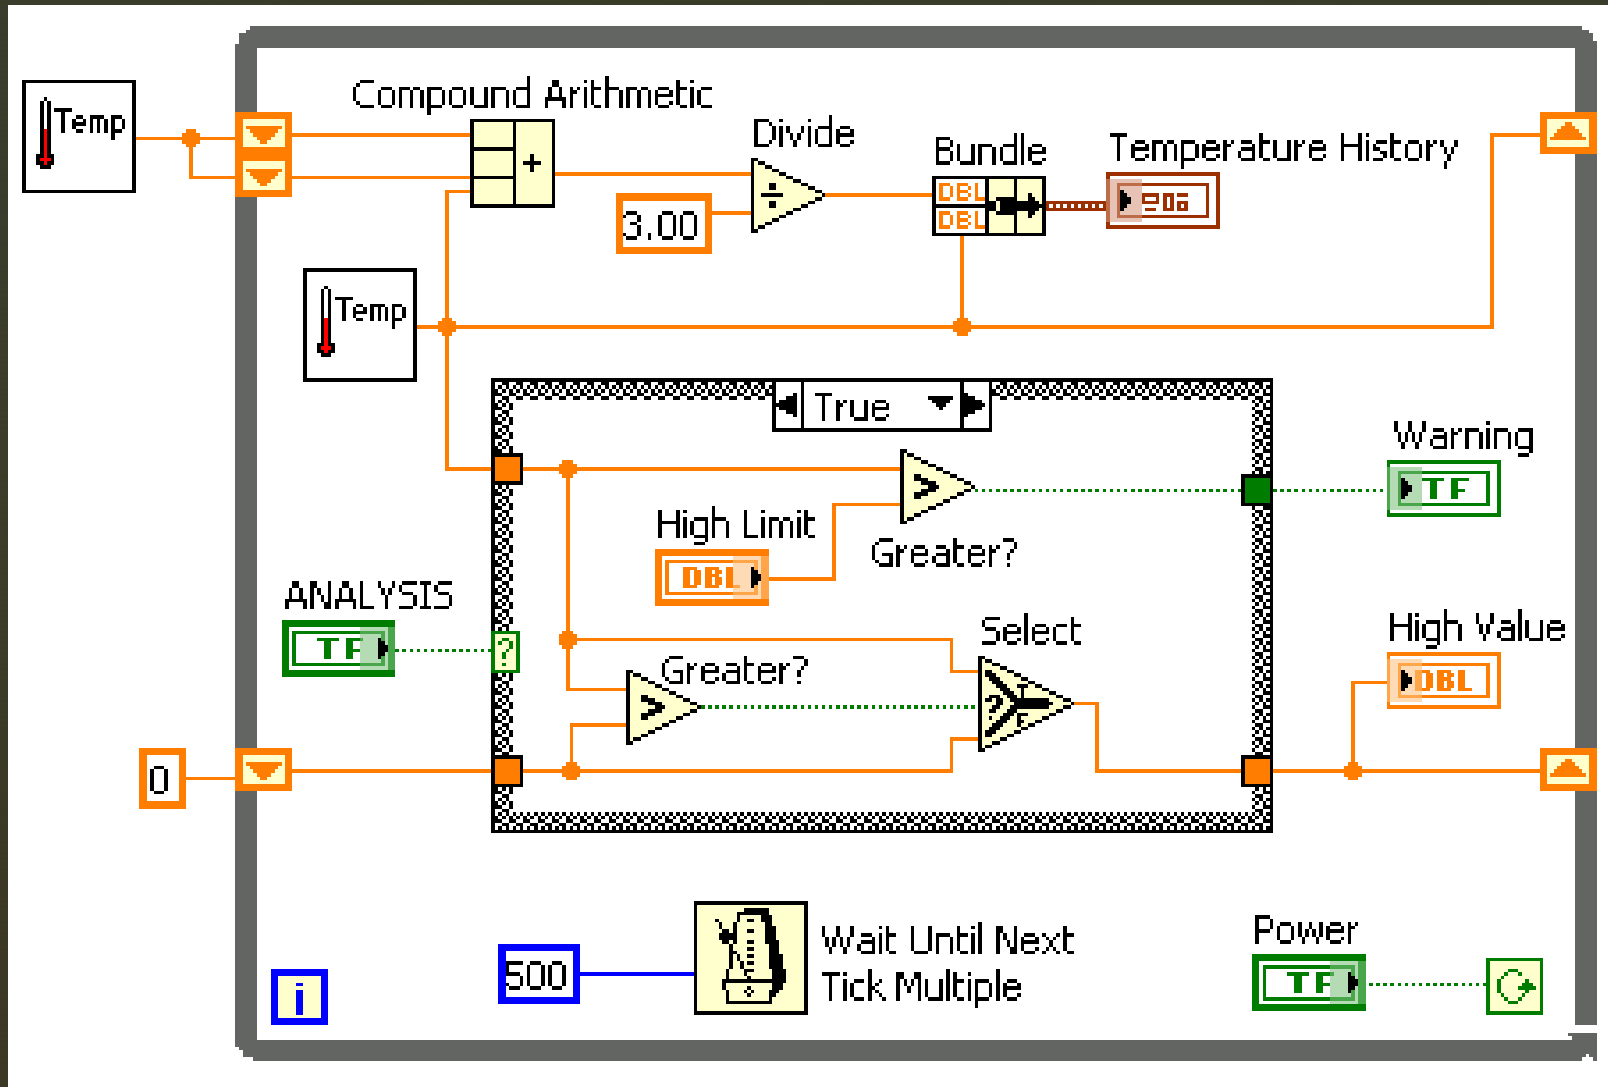 Compound Arithmetic
Temp
+
Divide
÷
3.00
Bundle
DBL
DBL
Temperature History
Temp
True
Warning
TF
>
High Limit
DBL
Greater?
ANALYSIS
TF
?
Select
High Value
DBL
Greater?
>
?
T
F
0
500
Wait Until Next
Tick Multiple
Power
TF
i